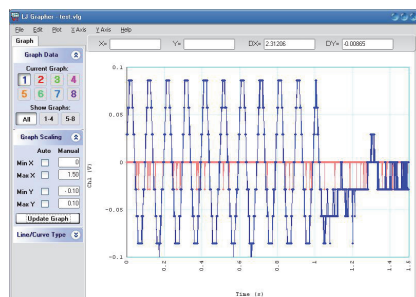 LJ Grapher - test.vfg
File Edit Plot X Axis Y Axis Help
Graph
X= Y= DX= 2.31206 DY= -0.00865
Graph Data
Current Graph:
1 2 3 4
5 6 7 8
Show Graphs:
All 1-4 5-8
Graph Scaling
Auto Manual
Min X 0
Max X 1.50
Min Y -0.10
Max Y 0.10
Update Graph
Line/Curve Type
0.1
0.05
0
-0.05
-0.1
Ch1 (V)
0 0.2 0.4 0.6 0.8 1 1.2 1.4 1.5
Time (s)